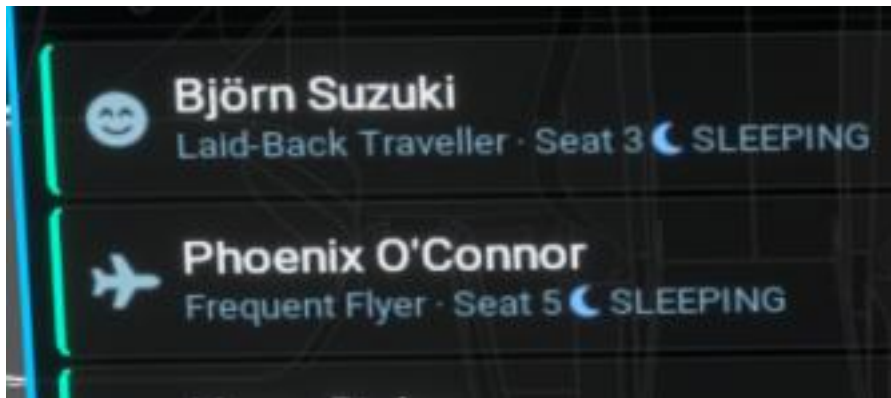 Björn Suzuki
Laid-Back Traveller · Seat 3 SLEEPING
Phoenix O'Connor
Frequent Flyer · Seat 5 SLEEPING